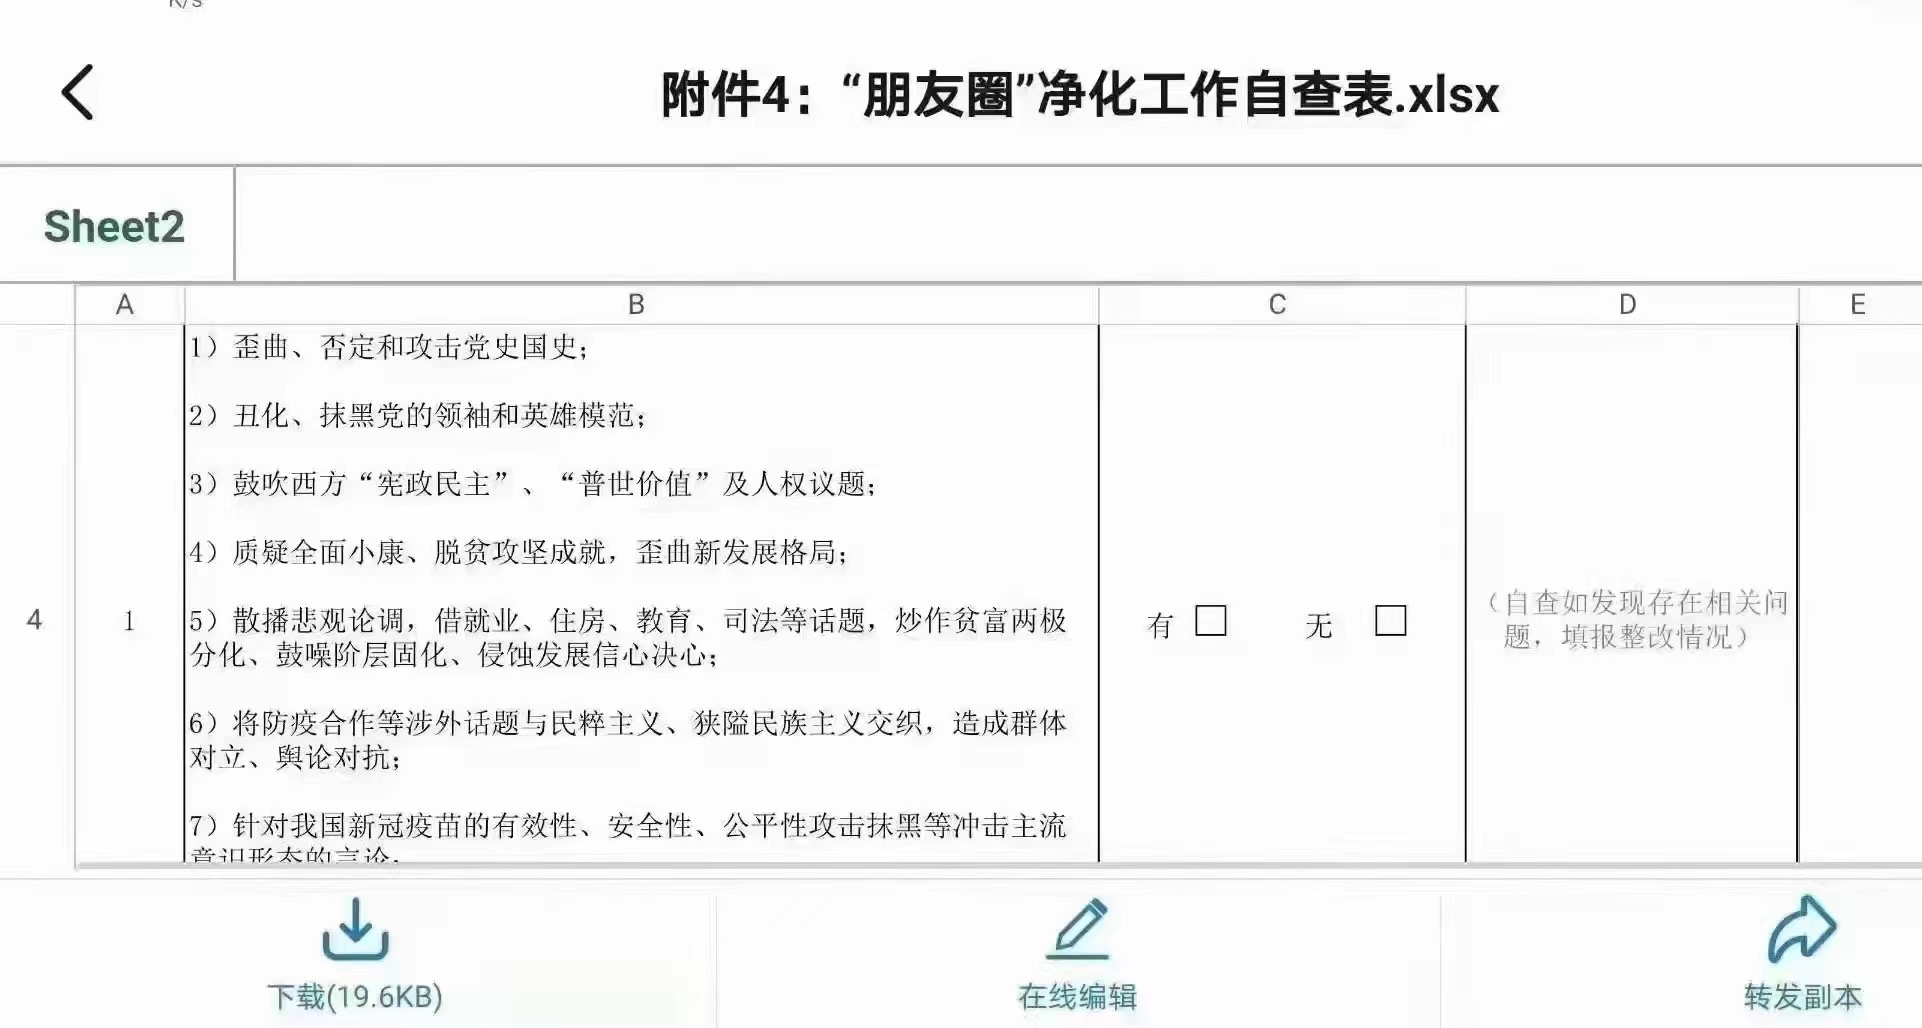 K/s
附件4：“朋友圈”净化工作自查表.xlsx
Sheet2
A B C D E
1）歪曲、否定和攻击党史国史；
2）丑化、抹黑党的领袖和英雄模范；
3）鼓吹西方“宪政民主”、“普世价值”及人权议题；
4）质疑全面小康、脱贫攻坚成就，歪曲新发展格局；
4 1 5）散播悲观论调，借就业、住房、教育、司法等话题，炒作贫富两极
分化、鼓噪阶层固化、侵蚀发展信心决心；
有 □ 无 □
（自查如发现存在相关问
题，填报整改情况）
6）将防疫合作等涉外话题与民粹主义、狭隘民族主义交织，造成群体
对立、舆论对抗；
7）针对我国新冠疫苗的有效性、安全性、公平性攻击抹黑等冲击主流
意识形态的言论；
下载(19.6KB)
在线编辑
转发副本